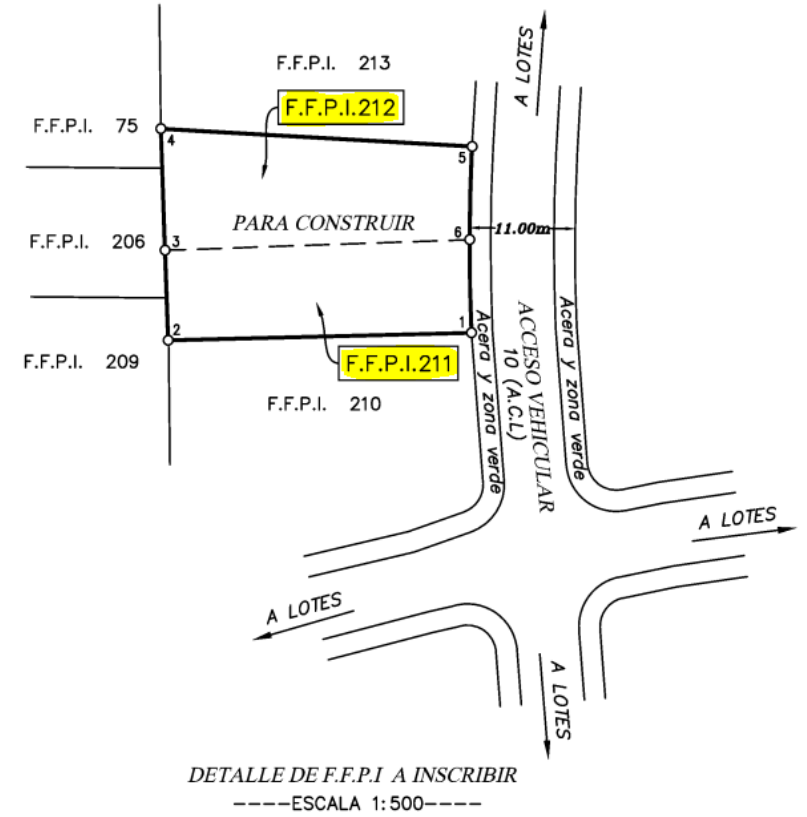 A LOTES
F.F.P.I. 213
F.F.P.I.212
F.F.P.I. 75
4
5
PARA CONSTRUIR
F.F.P.I. 206
3
6
11.00m
2
1
F.F.P.I.211
F.F.P.I. 209
F.F.P.I. 210
Acera y zona verde
ACCESO VEHICULAR
10 (A.C.L)
Acera y zona verde
A LOTES
A LOTES
A LOTES
DETALLE DE F.F.P.I A INSCRIBIR
----ESCALA 1:500----